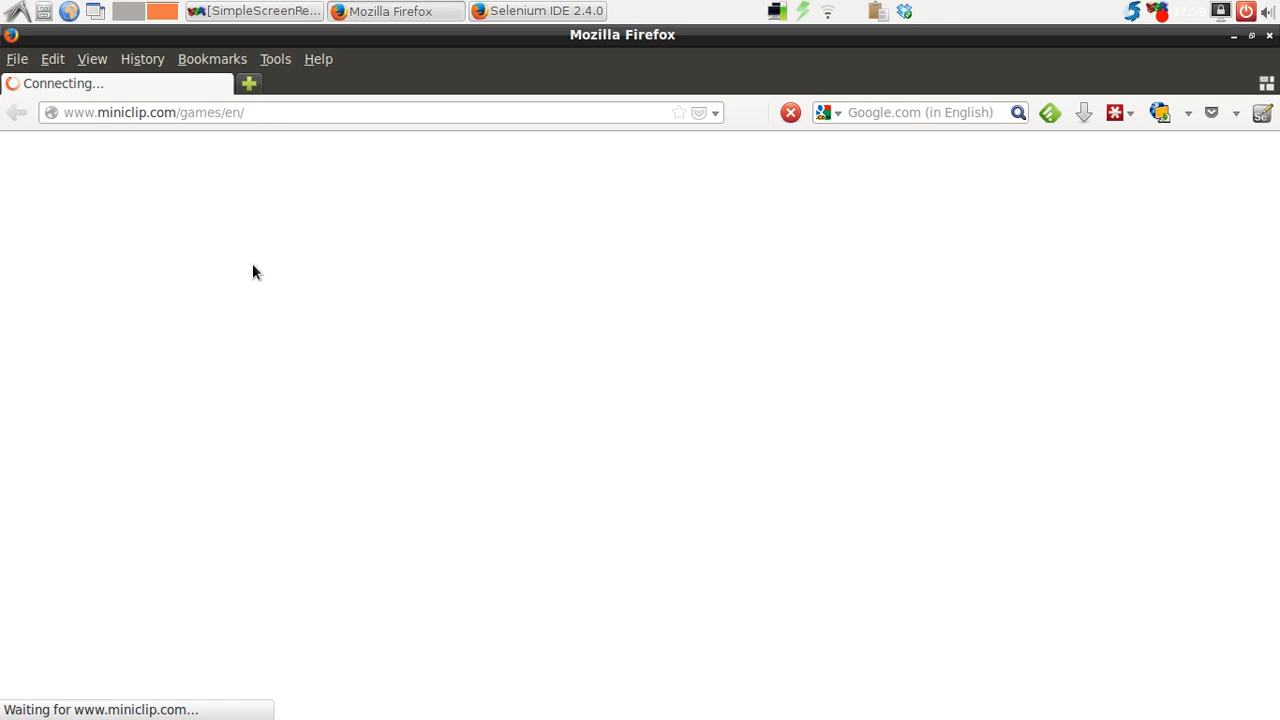 [SimpleScreenRe...
Mozilla Firefox
Selenium IDE 2.4.0
Mozilla Firefox
File Edit View History Bookmarks Tools Help
Connecting...
www.miniclip.com/games/en/
Google.com (in English)
Se
Waiting for www.miniclip.com...